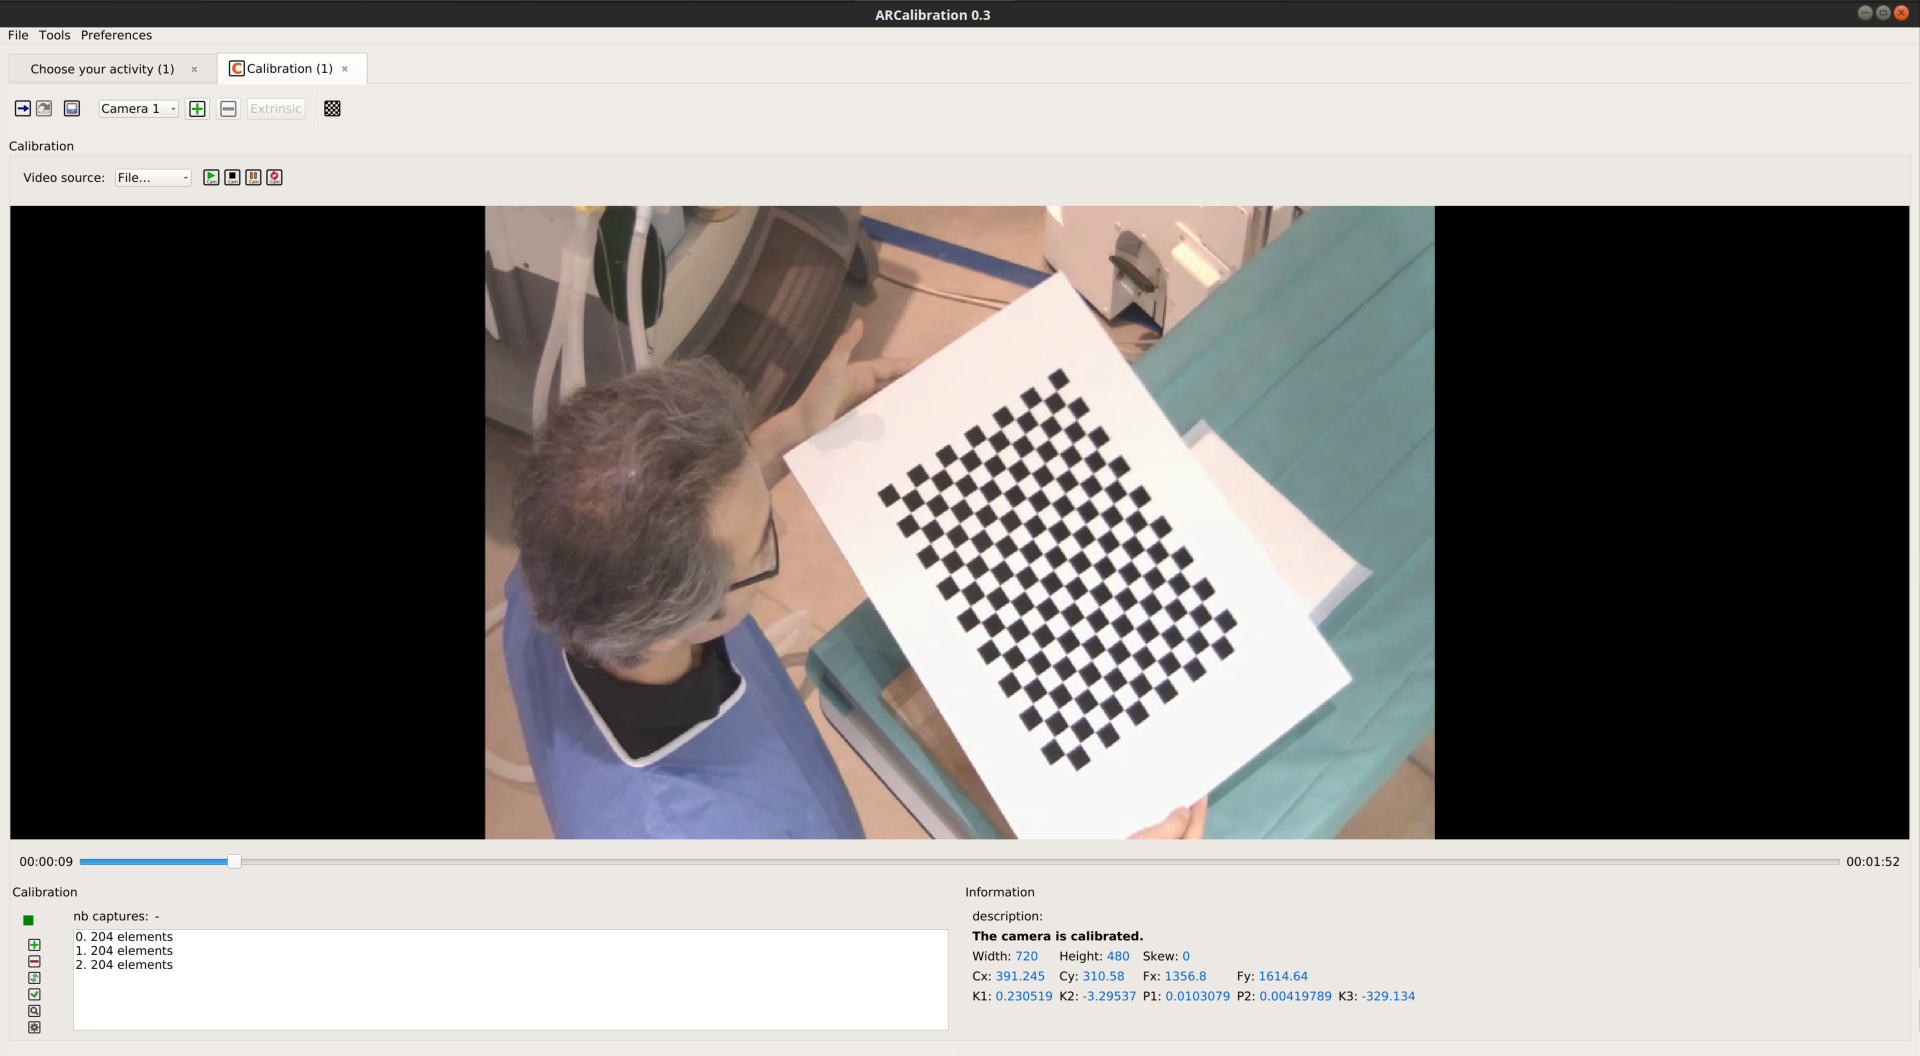 ARCalibration 0.3
File Tools Preferences
Choose your activity (1) Calibration (1)
Camera 1 Extrinsic
Calibration
Video source: File...
00:00:09 00:01:52
Calibration
nb captures: -
0. 204 elements
1. 204 elements
2. 204 elements
Information
description:
The camera is calibrated.
Width: 720 Height: 480 Skew: 0
Cx: 391.245 Cy: 310.58 Fx: 1356.8 Fy: 1614.64
K1: 0.230519 K2: -3.29537 P1: 0.0103079 P2: 0.00419789 K3: -329.134